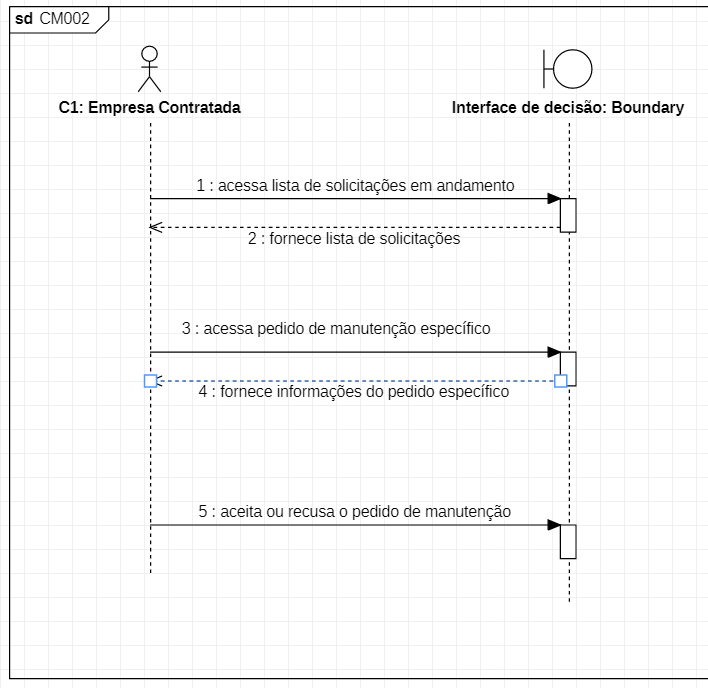 sd CM002
C1: Empresa Contratada
Interface de decisão: Boundary
1 : acessa lista de solicitações em andamento
2 : fornece lista de solicitações
3 : acessa pedido de manutenção específico
4 : fornece informações do pedido específico
5 : aceita ou recusa o pedido de manutenção